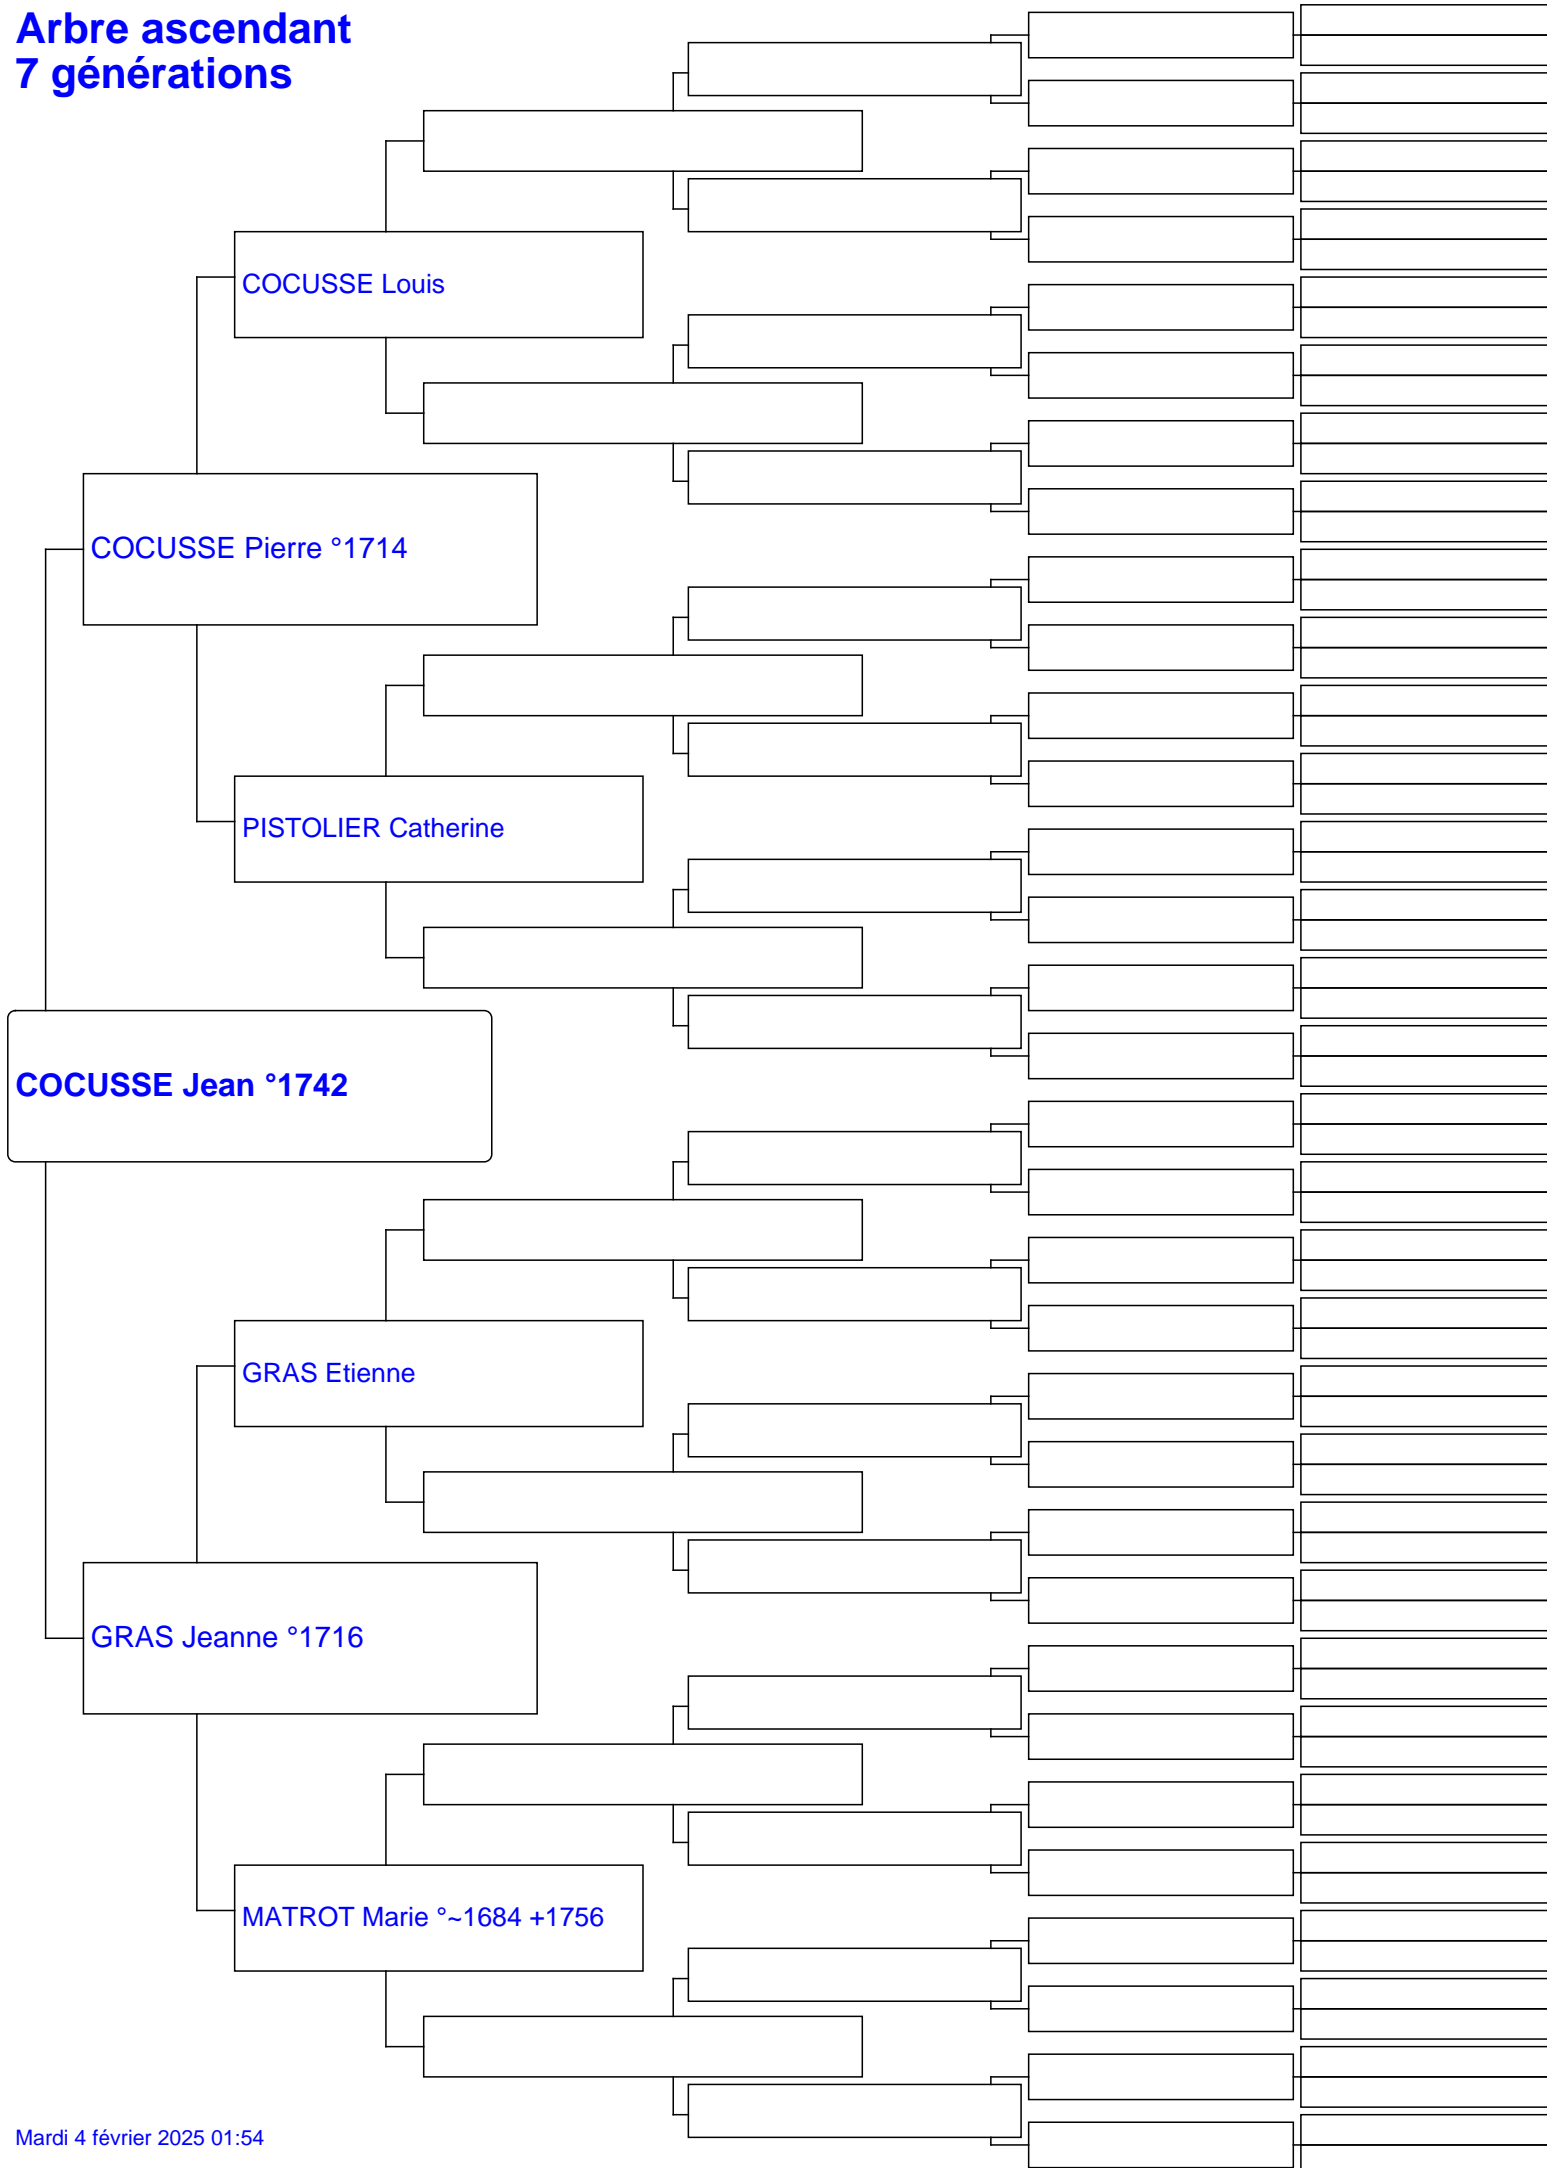 Arbre ascendant
7 générations
COCUSSE Louis
COCUSSE Pierre °1714
PISTOLIER Catherine
COCUSSE Jean °1742
GRAS Etienne
GRAS Jeanne °1716
MATROT Marie °~1684 +1756
Mardi 4 février 2025 01:54